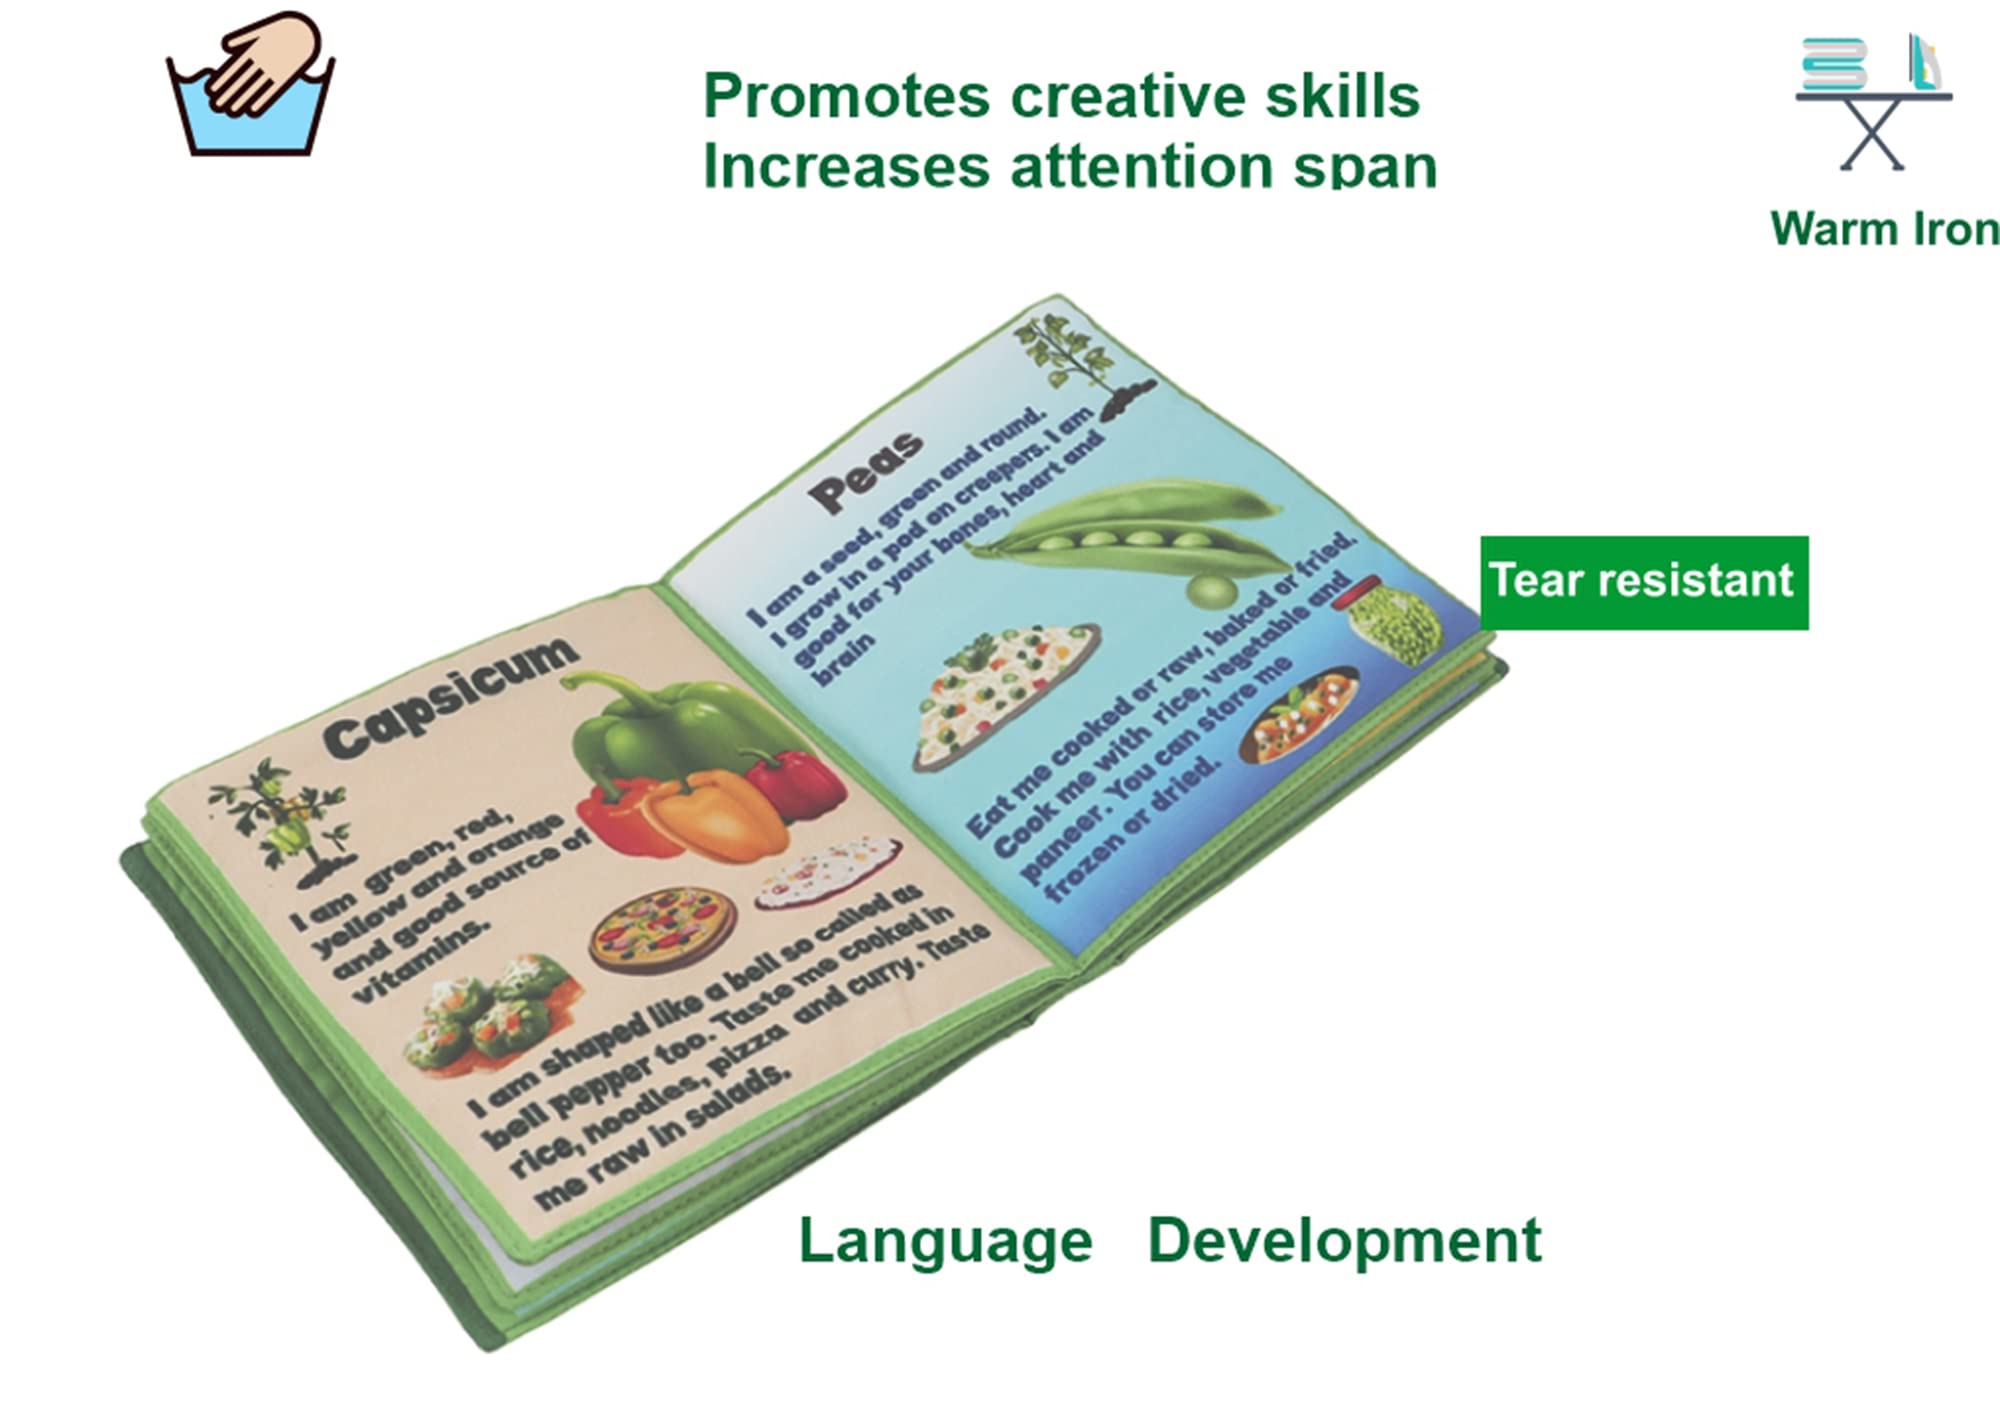 Promotes creative skills
Increases attention span
Warm Iron
Peas
I am a seed, green and round.
I grow in a pod on creepers. I am
good for your bones, heart and
brain
Eat me cooked or raw, baked or fried.
Cook me with rice, vegetable and
paneer. You can store me
frozen or dried.
Tear resistant
Capsicum
I am green, red,
yellow and orange
and good source of
vitamins.
I am shaped like a bell so called as
bell pepper too. Taste me cooked in
rice, noodles, pizza and curry. Taste
me raw in salads.
Language Development